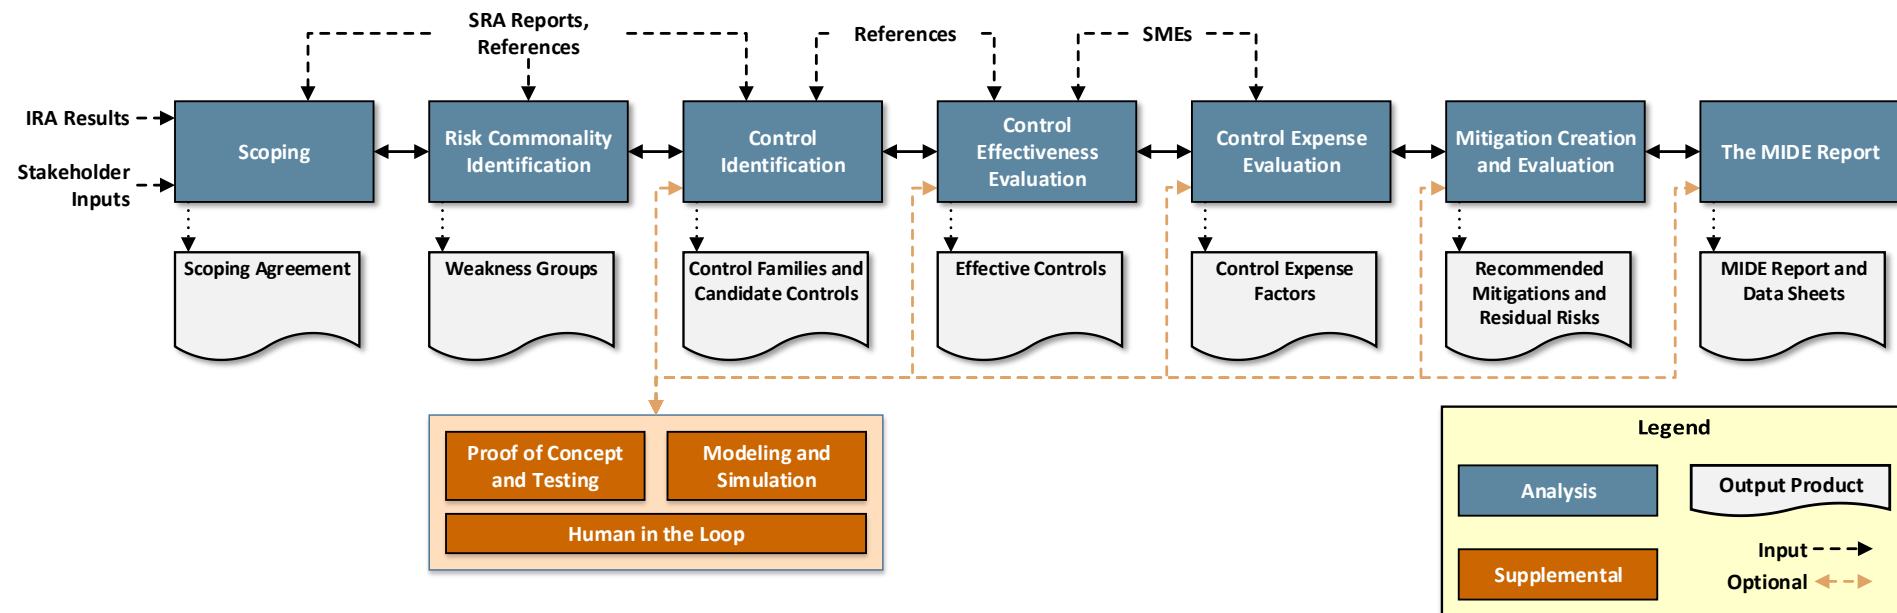 SRA Reports,
References
References
SMEs
IRA Results
Stakeholder
Inputs
Scoping
Risk Commonality
Identification
Control
Identification
Control
Effectiveness
Evaluation
Control Expense
Evaluation
Mitigation Creation
and Evaluation
The MIDE Report
Scoping Agreement
Weakness Groups
Control Families and
Candidate Controls
Effective Controls
Control Expense
Factors
Recommended
Mitigations and
Residual Risks
MIDE Report and
Data Sheets
Proof of Concept
and Testing
Modeling and
Simulation
Human in the Loop
Legend
Analysis
Output Product
Supplemental
Input
Optional